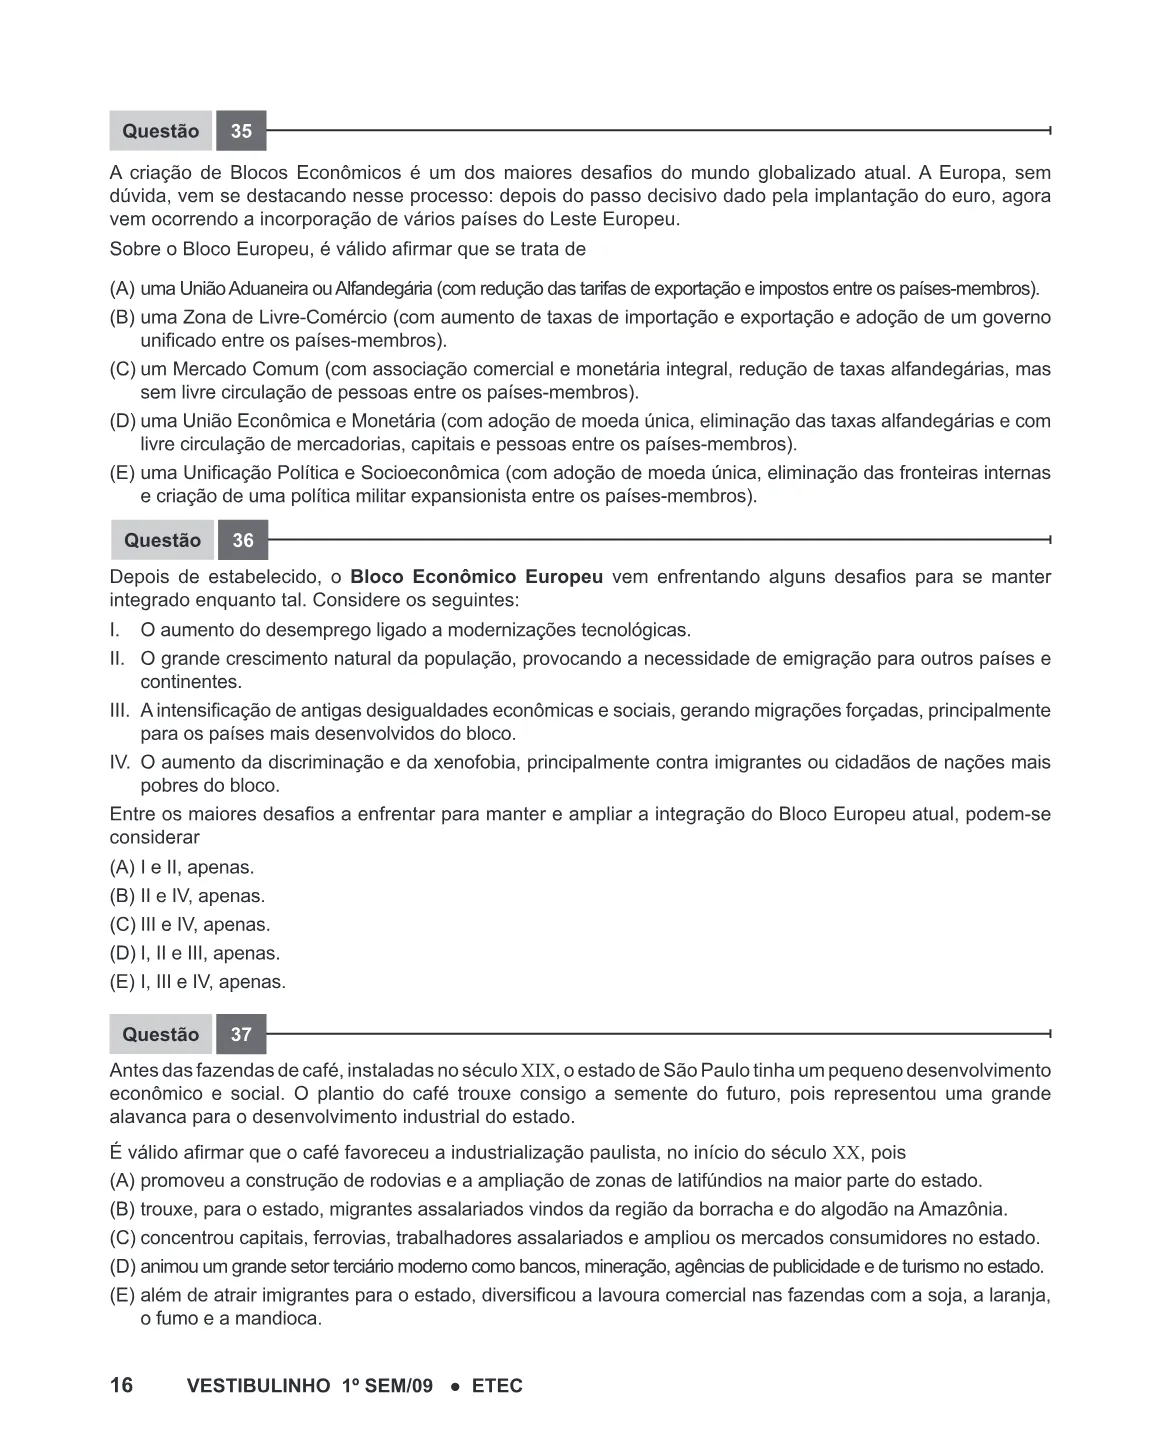 Questão 35
A criação de Blocos Econômicos é um dos maiores desafios do mundo globalizado atual. A Europa, sem
dúvida, vem se destacando nesse processo: depois do passo decisivo dado pela implantação do euro, agora
vem ocorrendo a incorporação de vários países do Leste Europeu.
Sobre o Bloco Europeu, é válido afirmar que se trata de
(A) uma União Aduaneira ou Alfandegária (com redução das tarifas de exportação e impostos entre os países-membros).
(B) uma Zona de Livre-Comércio (com aumento de taxas de importação e exportação e adoção de um governo
unificado entre os países-membros).
(C) um Mercado Comum (com associação comercial e monetária integral, redução de taxas alfandegárias, mas
sem livre circulação de pessoas entre os países-membros).
(D) uma União Econômica e Monetária (com adoção de moeda única, eliminação das taxas alfandegárias e com
livre circulação de mercadorias, capitais e pessoas entre os países-membros).
(E) uma Unificação Política e Socioeconômica (com adoção de moeda única, eliminação das fronteiras internas
e criação de uma política militar expansionista entre os países-membros).
Questão 36
Depois de estabelecido, o Bloco Econômico Europeu vem enfrentando alguns desafios para se manter
integrado enquanto tal. Considere os seguintes:
I. O aumento do desemprego ligado a modernizações tecnológicas.
II. O grande crescimento natural da população, provocando a necessidade de emigração para outros países e
continentes.
III. A intensificação de antigas desigualdades econômicas e sociais, gerando migrações forçadas, principalmente
para os países mais desenvolvidos do bloco.
IV. O aumento da discriminação e da xenofobia, principalmente contra imigrantes ou cidadãos de nações mais
pobres do bloco.
Entre os maiores desafios a enfrentar para manter e ampliar a integração do Bloco Europeu atual, podem-se
considerar
(A) I e II, apenas.
(B) II e IV, apenas.
(C) III e IV, apenas.
(D) I, II e III, apenas.
(E) I, III e IV, apenas.
Questão 37
Antes das fazendas de café, instaladas no século XIX, o estado de São Paulo tinha um pequeno desenvolvimento
econômico e social. O plantio do café trouxe consigo a semente do futuro, pois representou uma grande
alavanca para o desenvolvimento industrial do estado.
É válido afirmar que o café favoreceu a industrialização paulista, no início do século XX, pois
(A) promoveu a construção de rodovias e a ampliação de zonas de latifúndios na maior parte do estado.
(B) trouxe, para o estado, migrantes assalariados vindos da região da borracha e do algodão na Amazônia.
(C) concentrou capitais, ferrovias, trabalhadores assalariados e ampliou os mercados consumidores no estado.
(D) animou um grande setor terciário moderno como bancos, mineração, agências de publicidade e de turismo no estado.
(E) além de atrair imigrantes para o estado, diversificou a lavoura comercial nas fazendas com a soja, a laranja,
o fumo e a mandioca.
16 VESTIBULINHO 1º SEM/09 ● ETEC